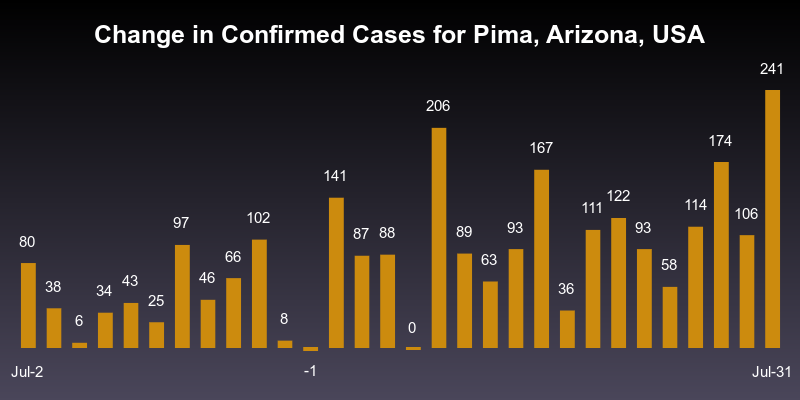 Change in Confirmed Cases for Pima, Arizona, USA
80 38 6 34 43 25 97 46 66 102 8 -1 141 87 88 0 206 89 63 93 167 36 111 122 93 58 114 174 106 241
Jul-2 Jul-31